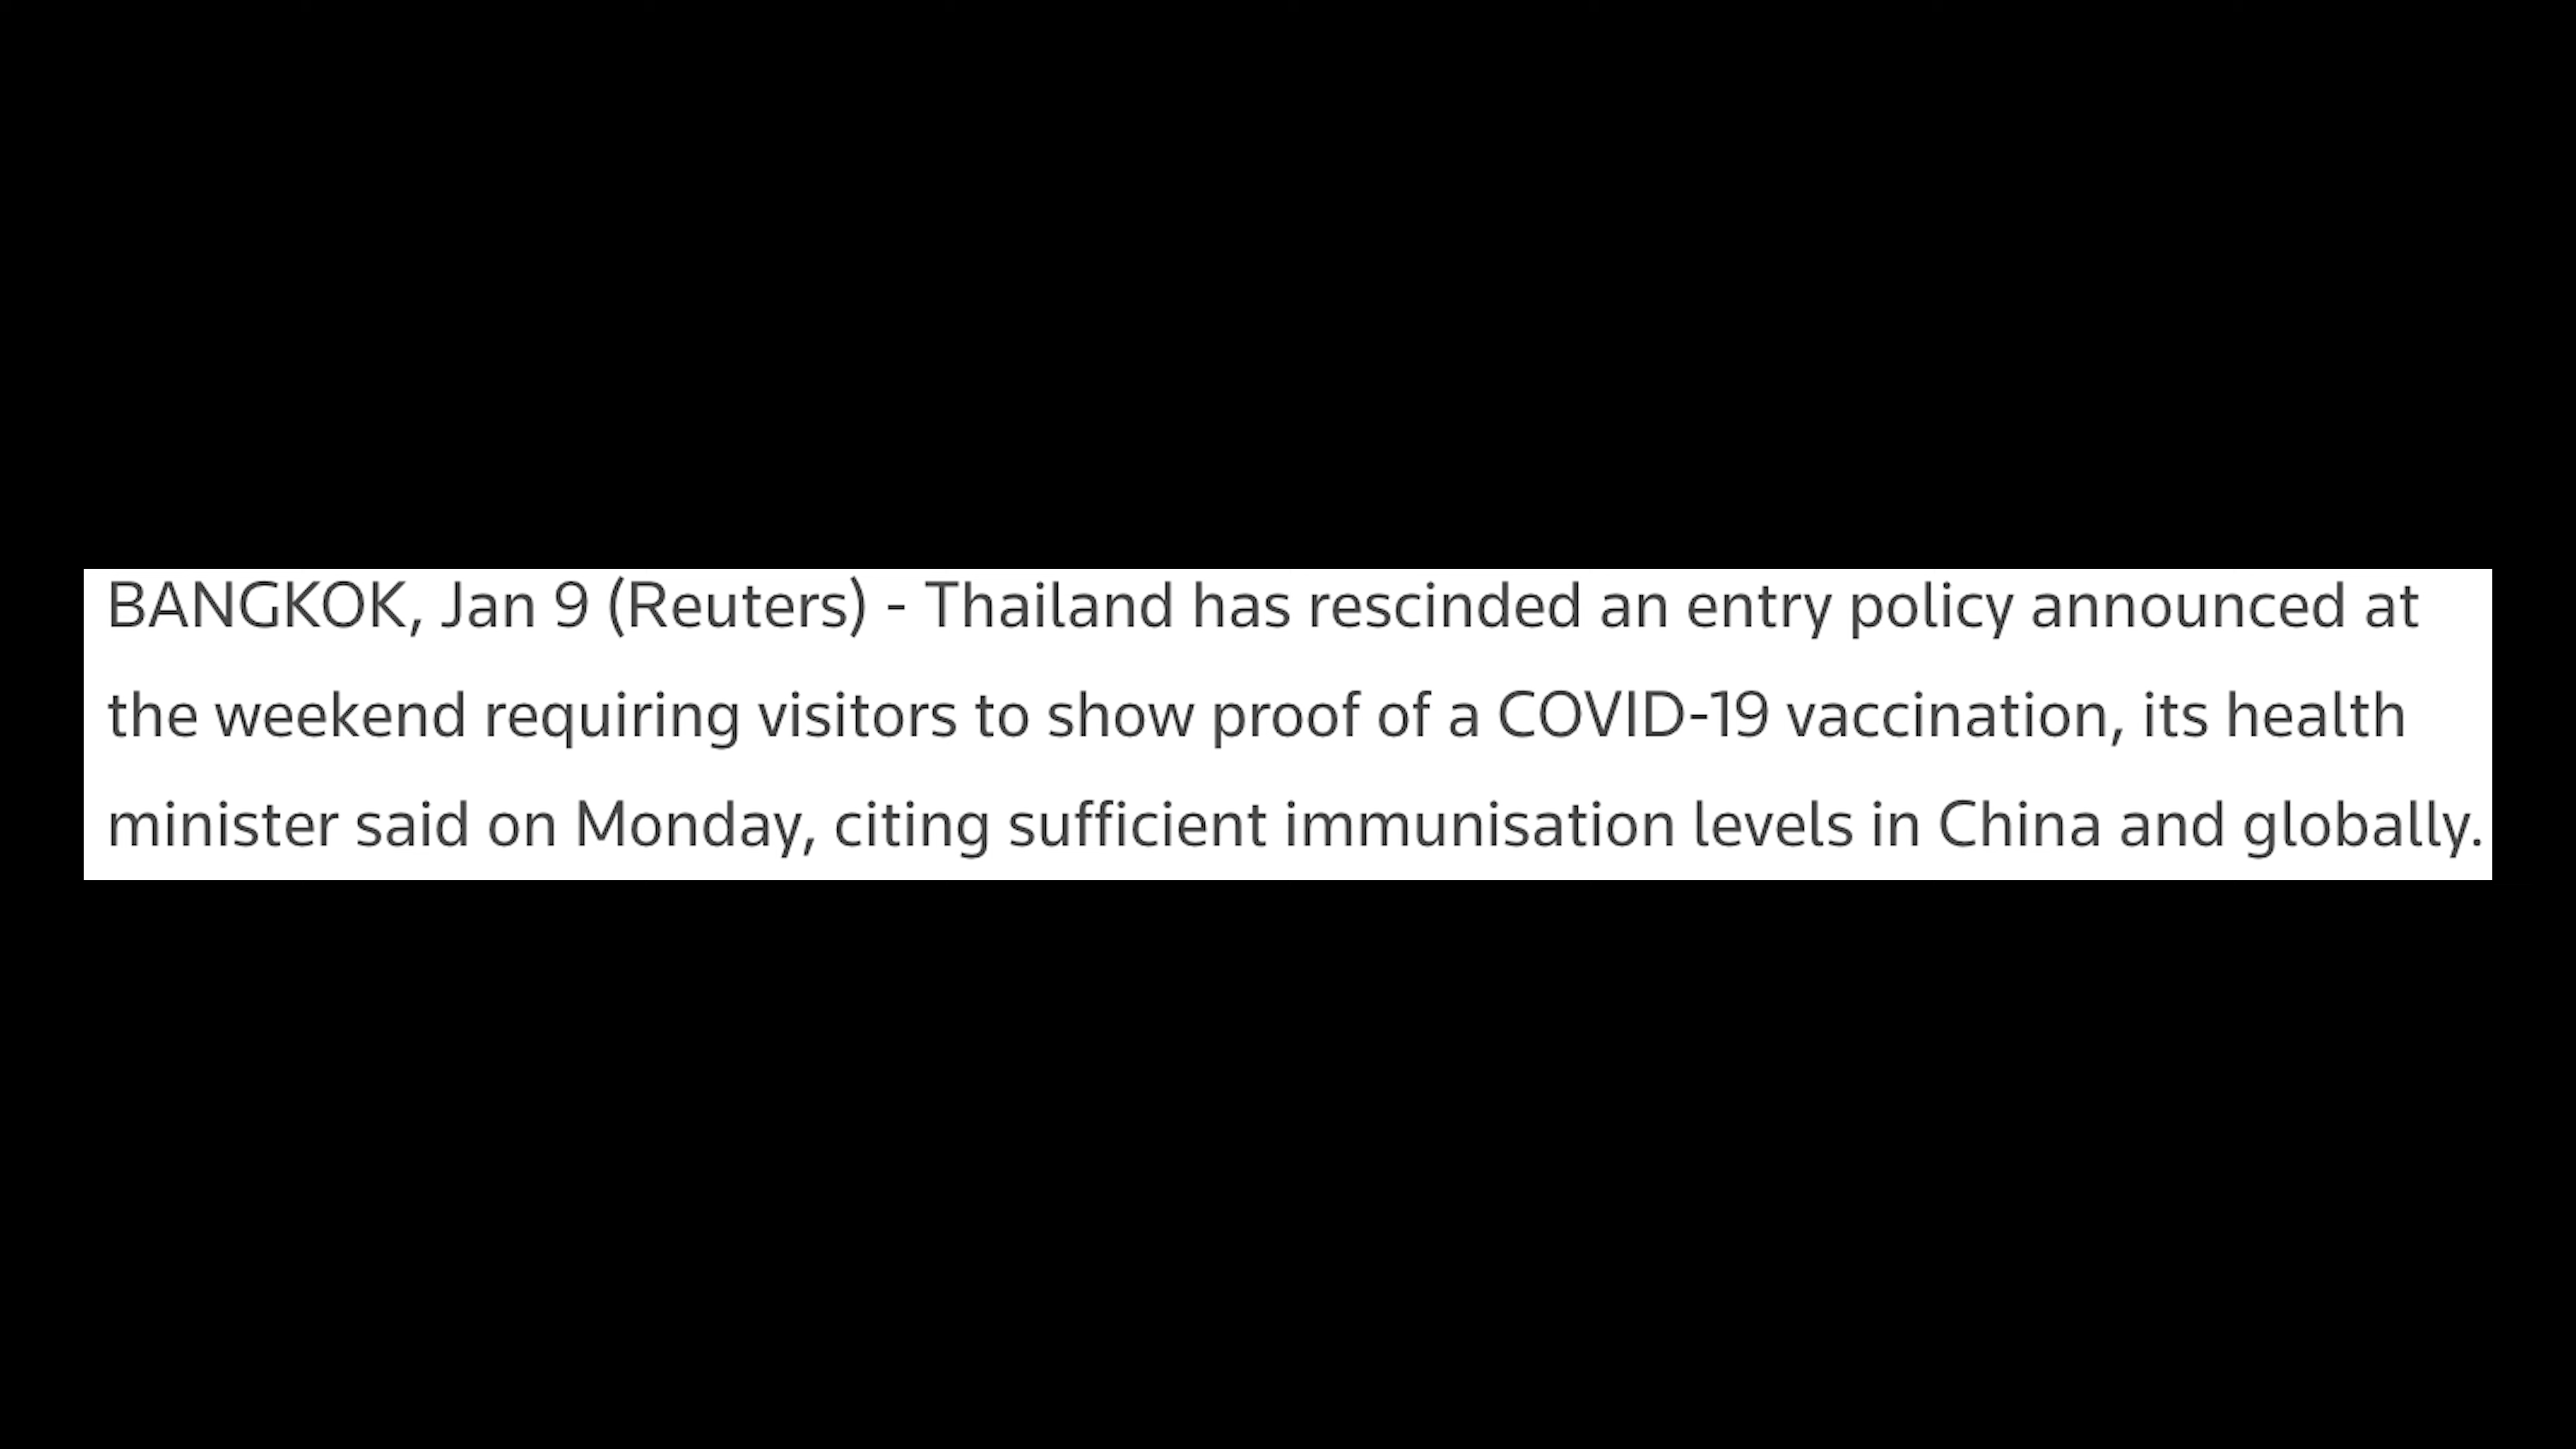 BANGKOK, Jan 9 (Reuters) - Thailand has rescinded an entry policy announced at
the weekend requiring visitors to show proof of a COVID-19 vaccination, its health
minister said on Monday, citing sufficient immunisation levels in China and globally.